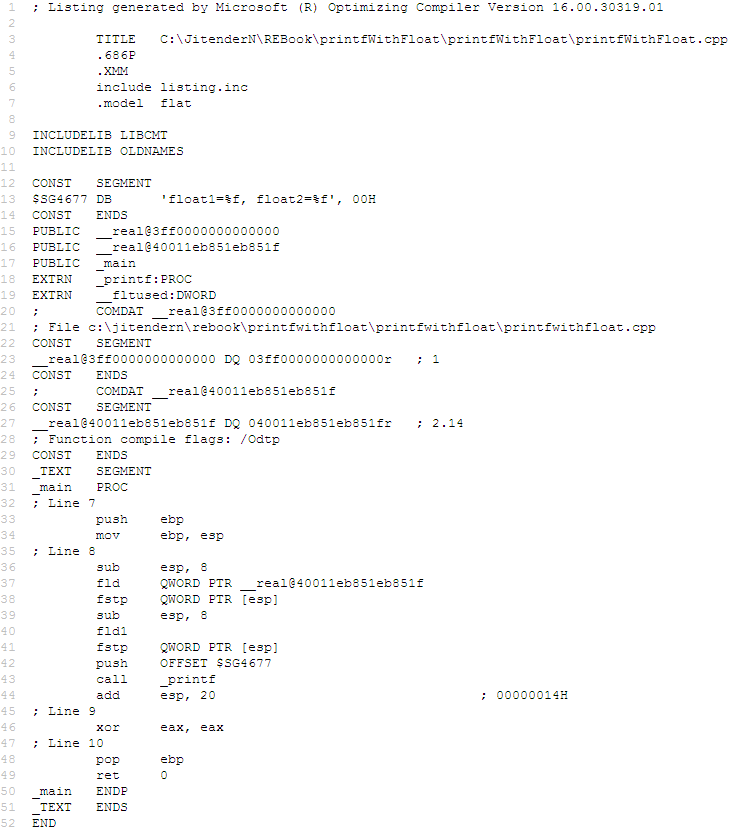 1 ; Listing generated by Microsoft (R) Optimizing Compiler Version 16.00.30319.01
2
3 TITLE C:\JitenderN\REBook\printfWithFloat\printfWithFloat\printfWithFloat.cpp
4 .686P
5 .XMM
6 include listing.inc
7 .model flat
8
9 INCLUDELIB LIBCMT
10 INCLUDELIB OLDNAMES
11
12 CONST SEGMENT
13 $SG4677 DB 'float1=%f, float2=%f', 00H
14 CONST ENDS
15 PUBLIC __real@3ff0000000000000
16 PUBLIC __real@40011eb851eb851f
17 PUBLIC _main
18 EXTRN _printf:PROC
19 EXTRN __fltused:DWORD
20 ; COMDAT __real@3ff0000000000000
21 ; File c:\jitendern\rebook\printfwithfloat\printfwithfloat\printfwithfloat.cpp
22 CONST SEGMENT
23 __real@3ff0000000000000 DQ 03ff0000000000000r ; 1
24 CONST ENDS
25 ; COMDAT __real@40011eb851eb851f
26 CONST SEGMENT
27 __real@40011eb851eb851f DQ 040011eb851eb851fr ; 2.14
28 ; Function compile flags: /Odtp
29 CONST ENDS
30 _TEXT SEGMENT
31 _main PROC
32 ; Line 7
33 push ebp
34 mov ebp, esp
35 ; Line 8
36 sub esp, 8
37 fld QWORD PTR __real@40011eb851eb851f
38 fstp QWORD PTR [esp]
39 sub esp, 8
40 fld1
41 fstp QWORD PTR [esp]
42 push OFFSET $SG4677
43 call _printf
44 add esp, 20 ; 00000014H
45 ; Line 9
46 xor eax, eax
47 ; Line 10
48 pop ebp
49 ret 0
50 _main ENDP
51 _TEXT ENDS
52 END